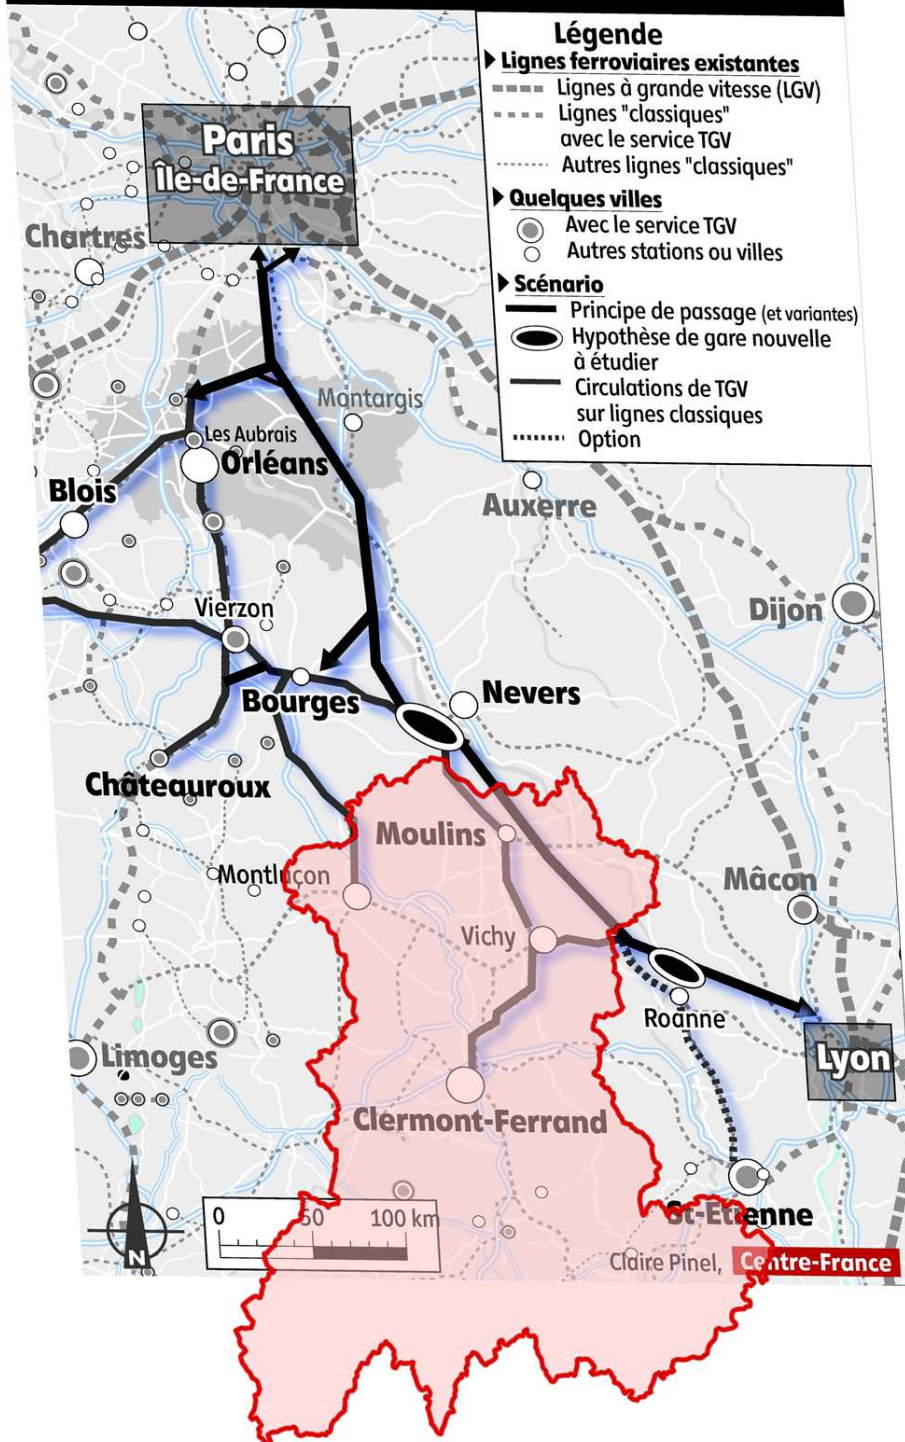 Légende
Lignes ferroviaires existantes
Lignes à grande vitesse (LGV)
Lignes "classiques"
avec le service TGV
Autres lignes "classiques"
Quelques villes
Avec le service TGV
Autres stations ou villes
Scénario
Principe de passage (et variantes)
Hypothèse de gare nouvelle
à étudier
Circulations de TGV
sur lignes classiques
Option
Paris
Île-de-France
Chartres
Montargis
Les Aubrais
Orléans
Blois
Auxerre
Vierzon
Dijon
Bourges
Nevers
Châteauroux
Moulins
Montluçon
Mâcon
Vichy
Roanne
Limoges
Lyon
Clermont-Ferrand
St-Etienne
0 50 100 km
N
Claire Pinel, Centre-France